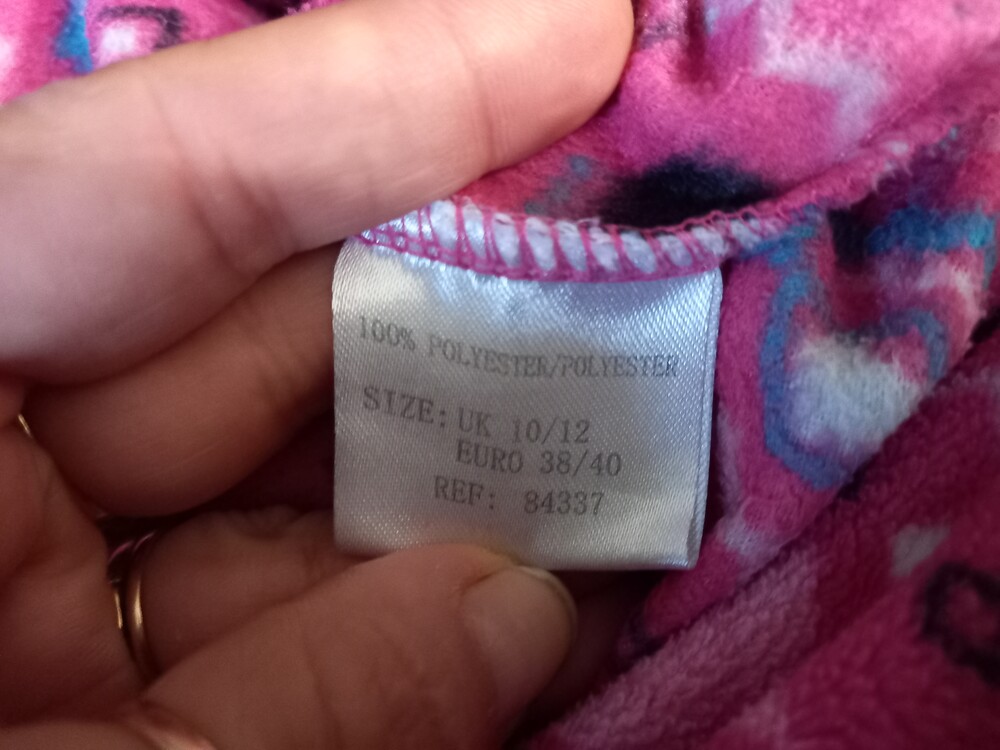 100% POLYESTER/POLYESTER
SIZE: UK 10/12
EURO 38/40
REF: 84337